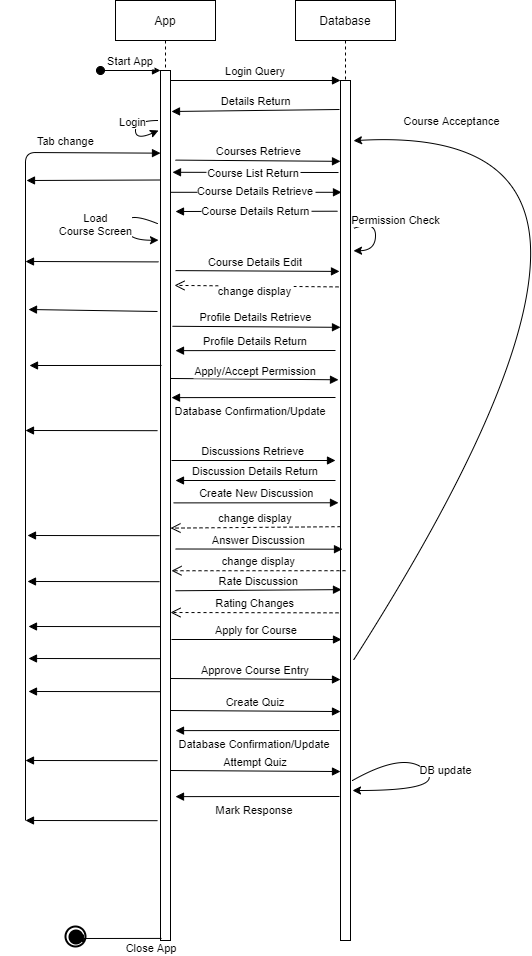 App
Database
Start App
Login Query
Details Return
Login
Course Acceptance
Tab change
Courses Retrieve
Course List Return
Course Details Retrieve
Course Details Return
Load
Course Screen
Permission Check
Course Details Edit
change display
Profile Details Retrieve
Profile Details Return
Apply/Accept Permission
Database Confirmation/Update
Discussions Retrieve
Discussion Details Return
Create New Discussion
change display
Answer Discussion
change display
Rate Discussion
Rating Changes
Apply for Course
Approve Course Entry
Create Quiz
Database Confirmation/Update
Attempt Quiz
DB update
Mark Response
Close App